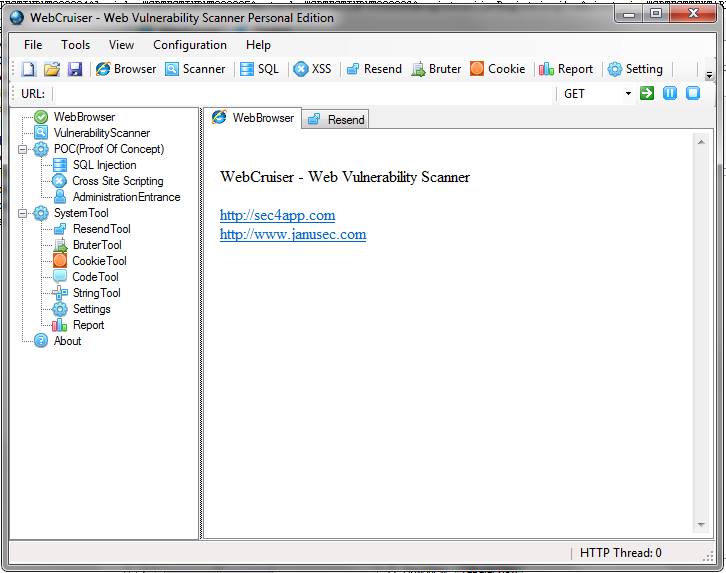 WebCruiser - Web Vulnerability Scanner Personal Edition
File Tools View Configuration Help
Browser Scanner SQL XSS Resend Bruter Cookie Report Setting
URL: GET
WebBrowser
VulnerabilityScanner
POC(Proof Of Concept)
SQL Injection
Cross Site Scripting
AdministrationEntrance
SystemTool
ResendTool
BruterTool
CookieTool
CodeTool
StringTool
Settings
Report
About
WebBrowser Resend
WebCruiser - Web Vulnerability Scanner
http://sec4app.com
http://www.janusec.com
HTTP Thread: 0